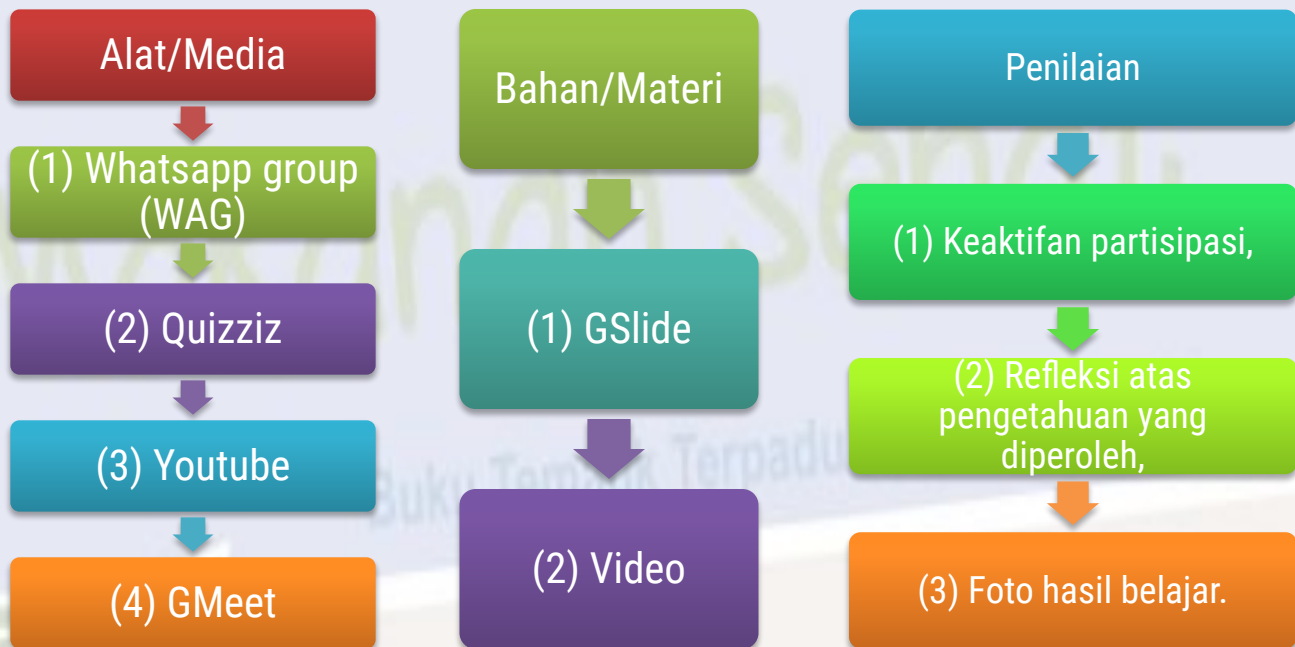 Alat/Media
(1) Whatsapp group
(WAG)
(2) Quizziz
(3) Youtube
(4) GMeet
Bahan/Materi
(1) GSlide
(2) Video
Penilaian
(1) Keaktifan partisipasi,
(2) Refleksi atas
pengetahuan yang
diperoleh,
(3) Foto hasil belajar.
Buku Tematik Terpadu